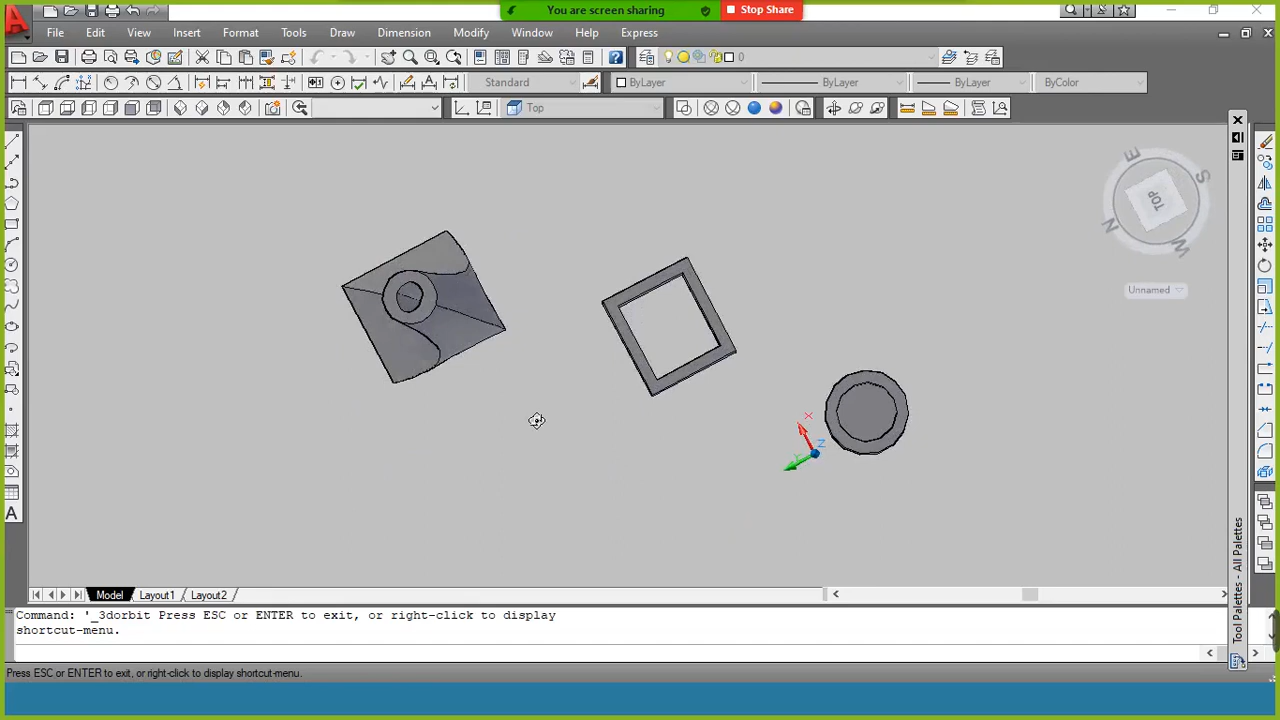 You are screen sharing
Stop Share
File Edit View Insert Format Tools Draw Dimension Modify Window Help Express
0
Standard ByLayer ByLayer ByLayer ByColor
Top
E S TOP N W
Unnamed
X
Z
Y
Model Layout1 Layout2
Command: '_3dorbit Press ESC or ENTER to exit, or right-click to display
shortcut-menu.
Press ESC or ENTER to exit, or right-click to display shortcut-menu.
Tool Palettes - All Palettes